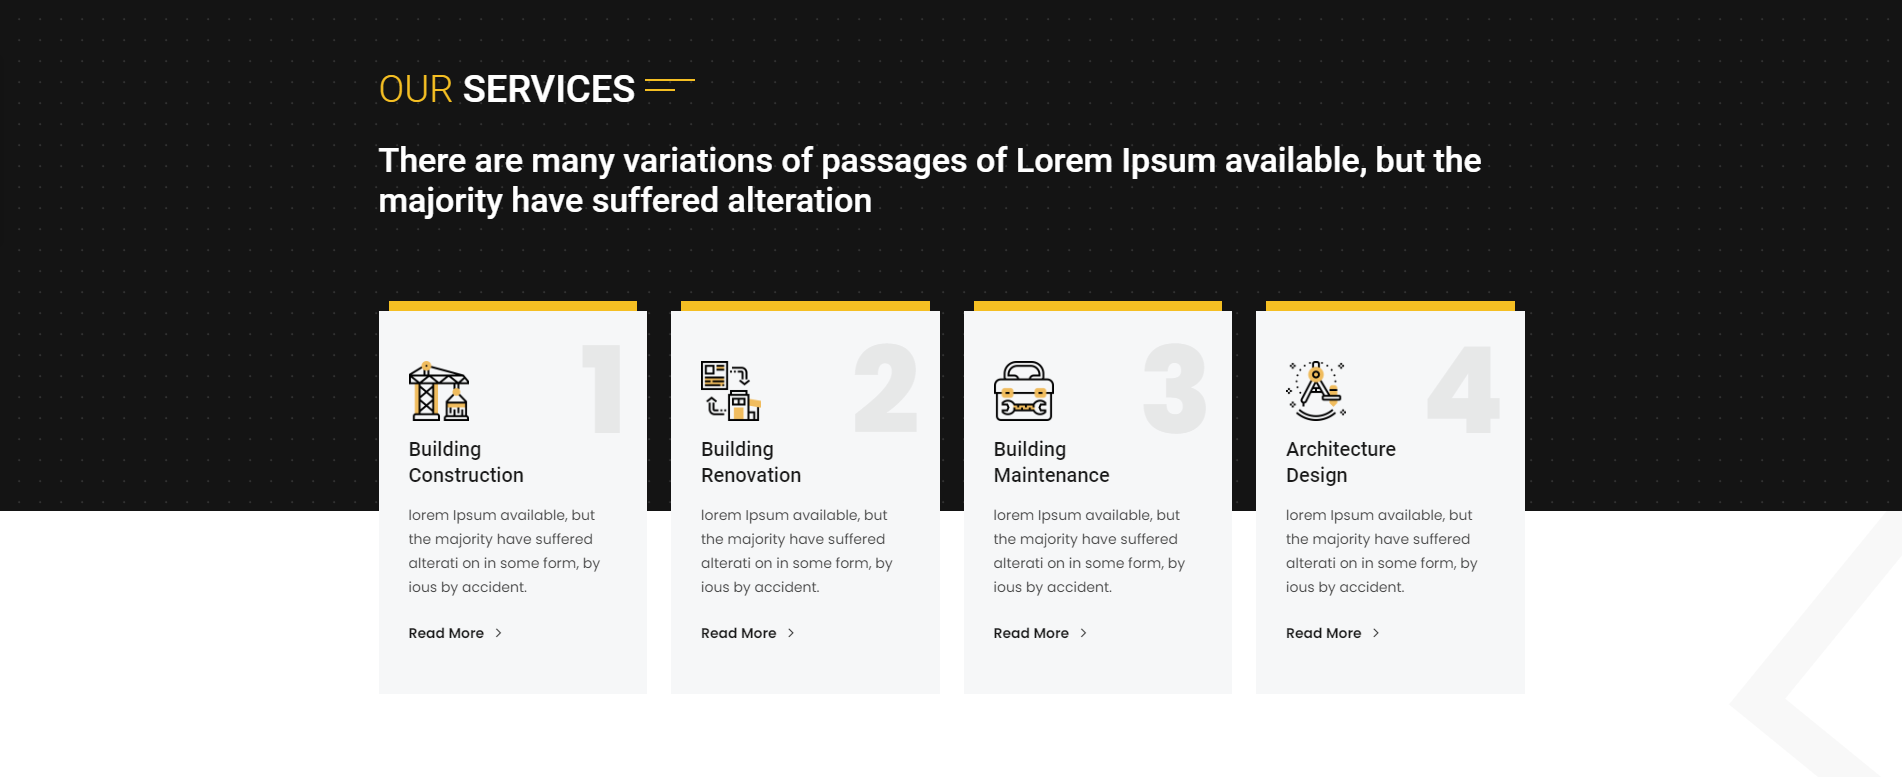 OUR SERVICES
There are many variations of passages of Lorem Ipsum available, but the
majority have suffered alteration
1
Building
Construction
lorem Ipsum available, but
the majority have suffered
alterati on in some form, by
ious by accident.
Read More
2
Building
Renovation
lorem Ipsum available, but
the majority have suffered
alterati on in some form, by
ious by accident.
Read More
3
Building
Maintenance
lorem Ipsum available, but
the majority have suffered
alterati on in some form, by
ious by accident.
Read More
4
Architecture
Design
lorem Ipsum available, but
the majority have suffered
alterati on in some form, by
ious by accident.
Read More